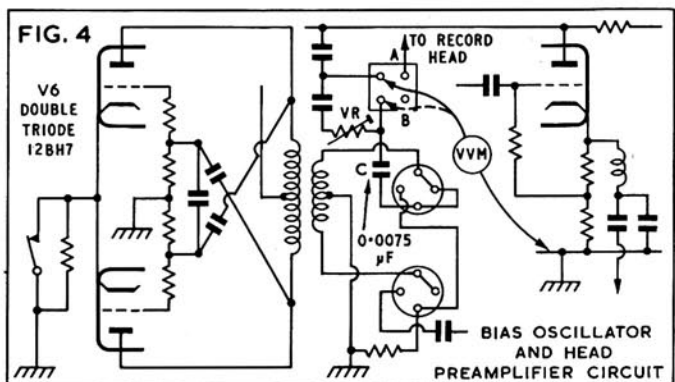 FIG. 4
V6
DOUBLE
TRIODE
12BH7
TO RECORD
HEAD
A
B
VR
C
VVM
0·0075
µF
BIAS OSCILLATOR
AND HEAD
PREAMPLIFIER CIRCUIT